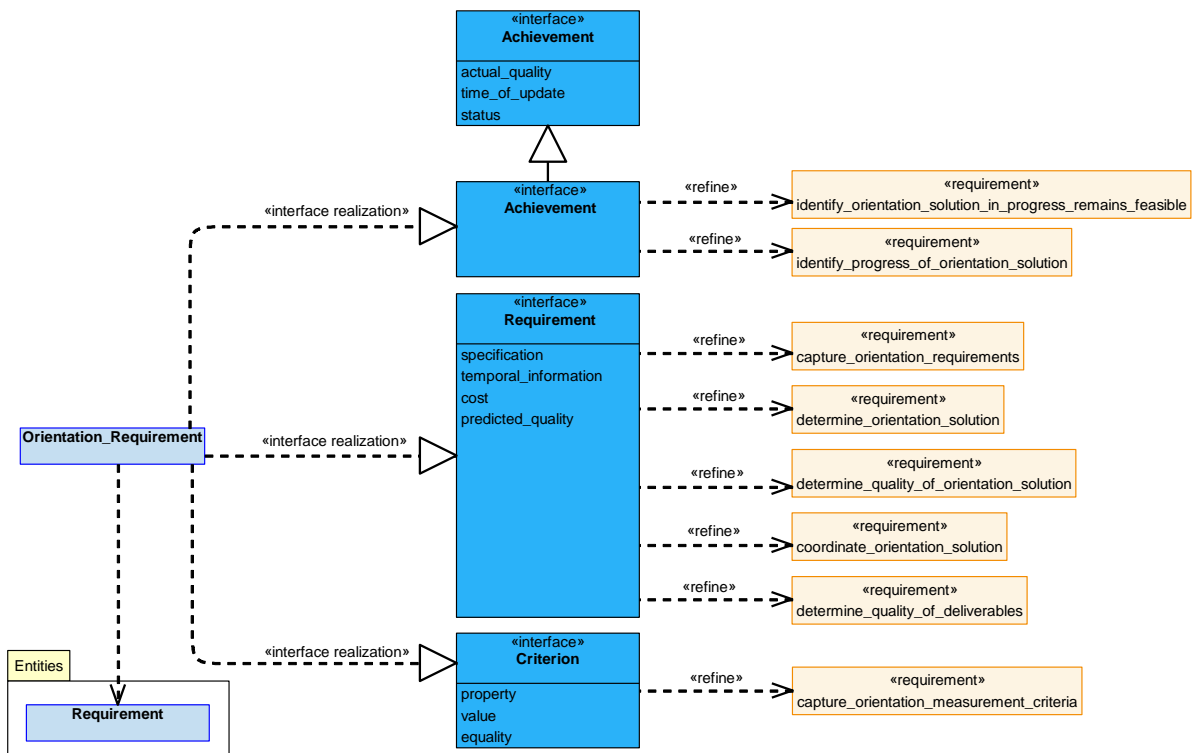 «interface»
Achievement
actual_quality
time_of_update
status
«interface»
Achievement
«interface realization»
«refine»
«requirement»
identify_orientation_solution_in_progress_remains_feasible
«refine»
«requirement»
identify_progress_of_orientation_solution
«interface»
Requirement
specification
temporal_information
cost
predicted_quality
«refine»
«requirement»
capture_orientation_requirements
«refine»
«requirement»
determine_orientation_solution
Orientation_Requirement
«interface realization»
«refine»
«requirement»
determine_quality_of_orientation_solution
«refine»
«requirement»
coordinate_orientation_solution
«refine»
«requirement»
determine_quality_of_deliverables
«interface realization»
«interface»
Criterion
property
value
equality
«refine»
«requirement»
capture_orientation_measurement_criteria
Entities
Requirement